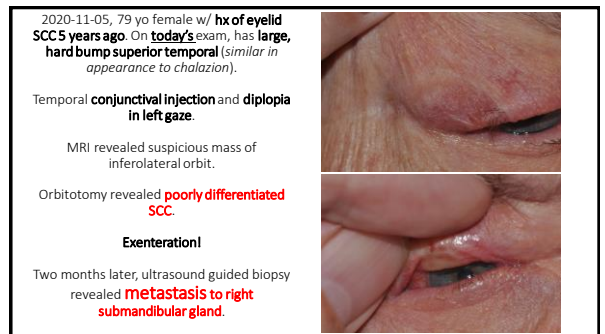 2020-11-05, 79 yo female w/ hx of eyelid
SCC 5 years ago. On today's exam, has large,
hard bump superior temporal (similar in
appearance to chalazion).
Temporal conjunctival injection and diplopia
in left gaze.
MRI revealed suspicious mass of
inferolateral orbit.
Orbitotomy revealed poorly differentiated
SCC.
Exenteration!
Two months later, ultrasound guided biopsy
revealed metastasis to right
submandibular gland.